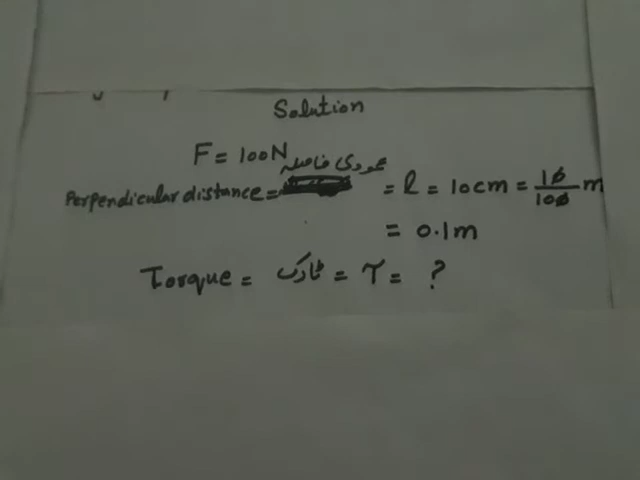 Solution
F = 100N
Perpendicular distance = عمودی فاصلہ = l = 10cm = 10/100 m
= 0.1m
Torque = ٹارک = τ = ?